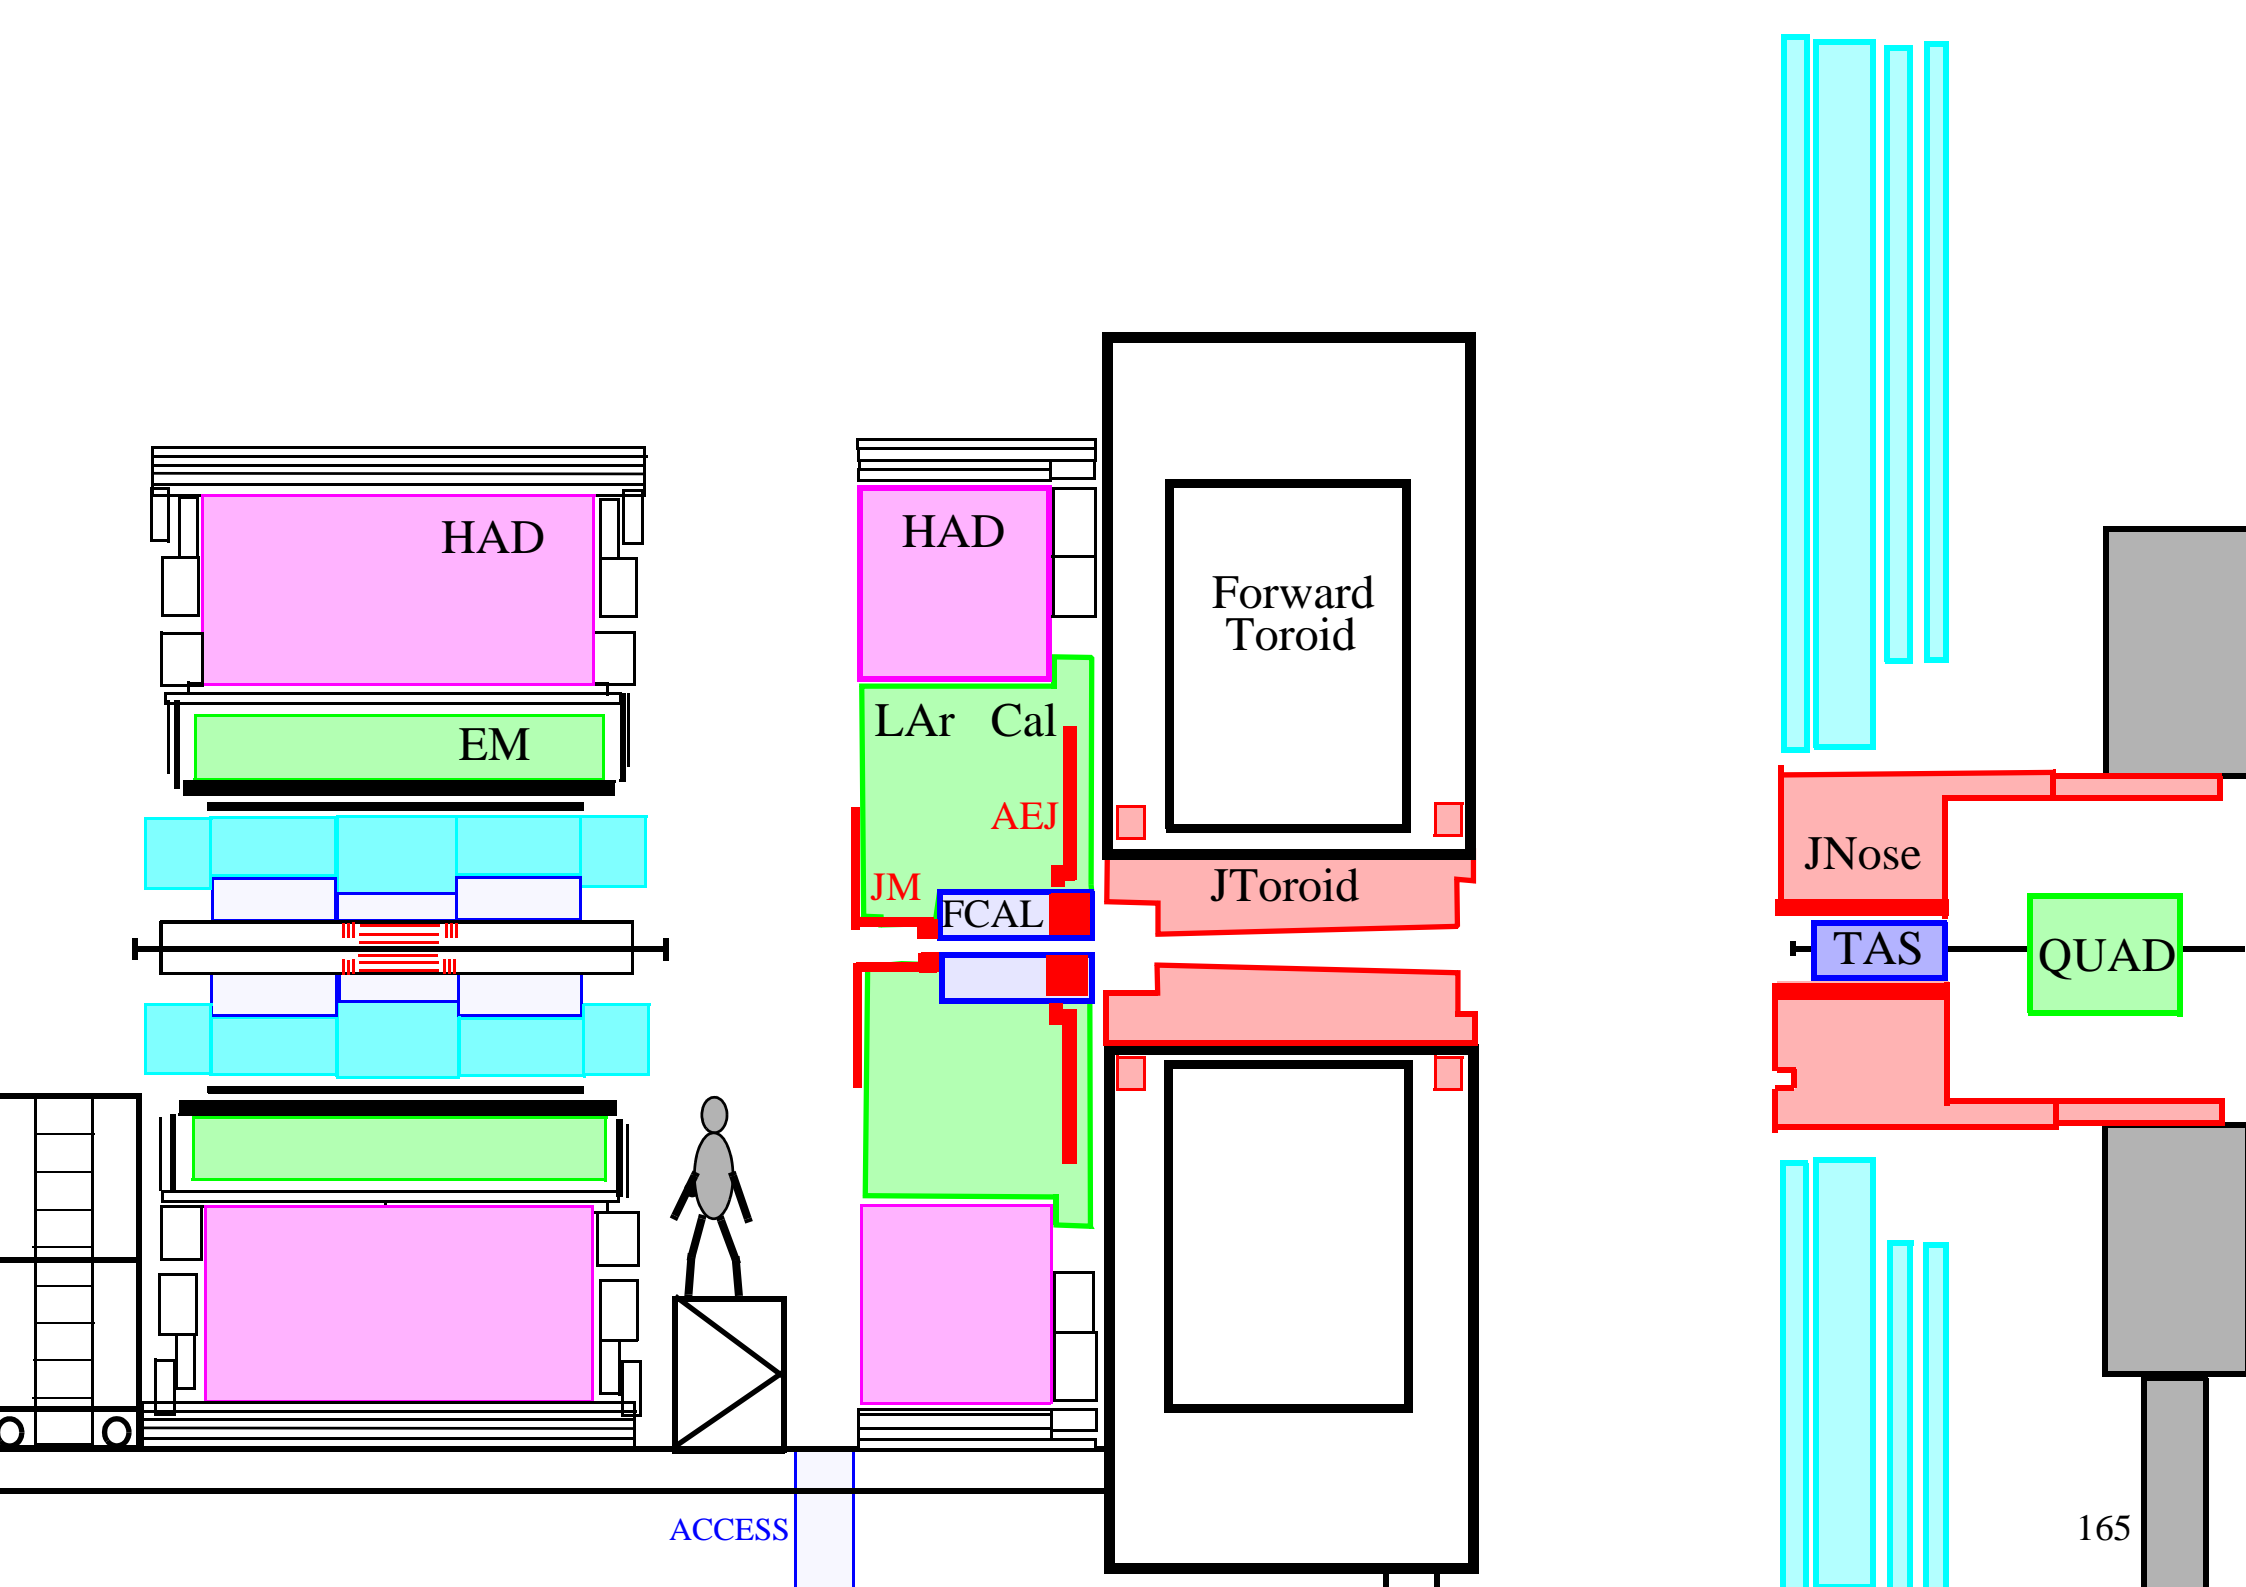 HAD
EM
HAD
LAr Cal
AEJ
JM
FCAL
Forward
Toroid
JToroid
JNose
TAS
QUAD
ACCESS
165